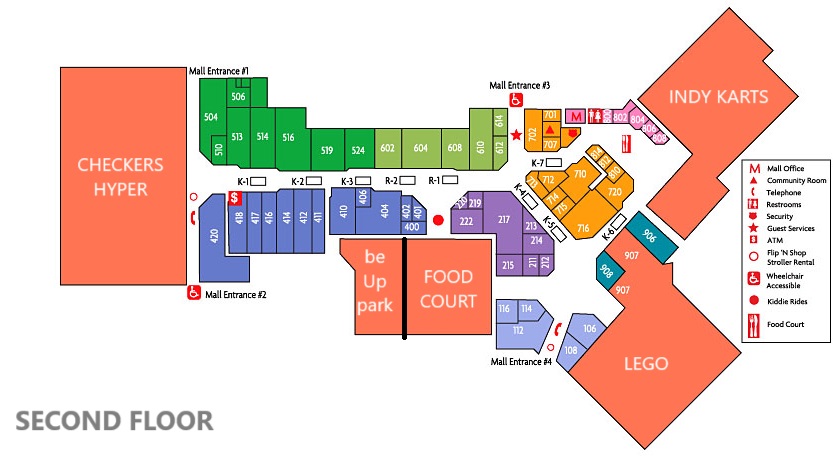 Mall Entrance #1
CHECKERS
HYPER
504
506
510
513
514
516
519
524
602
604
608
610
614
612
Mall Entrance #3
702
701
707
M
800
802
804
806
808
INDY KARTS
K-1
K-2
K-3
R-2
R-1
K-7
K-4
K-5
K-6
712
710
714
715
716
720
$
420
418
417
416
414
412
411
410
406
404
402
401
400
Mall Entrance #2
220
219
222
217
213
214
215
211
212
be
Up
park
FOOD
COURT
116
114
112
106
108
Mall Entrance #4
906
907
908
907
LEGO
M Mall Office
Community Room
Telephone
Restrooms
Security
Guest Services
$ ATM
Flip 'N Shop
Stroller Rental
Wheelchair
Accessible
Kiddie Rides
Food Court
SECOND FLOOR